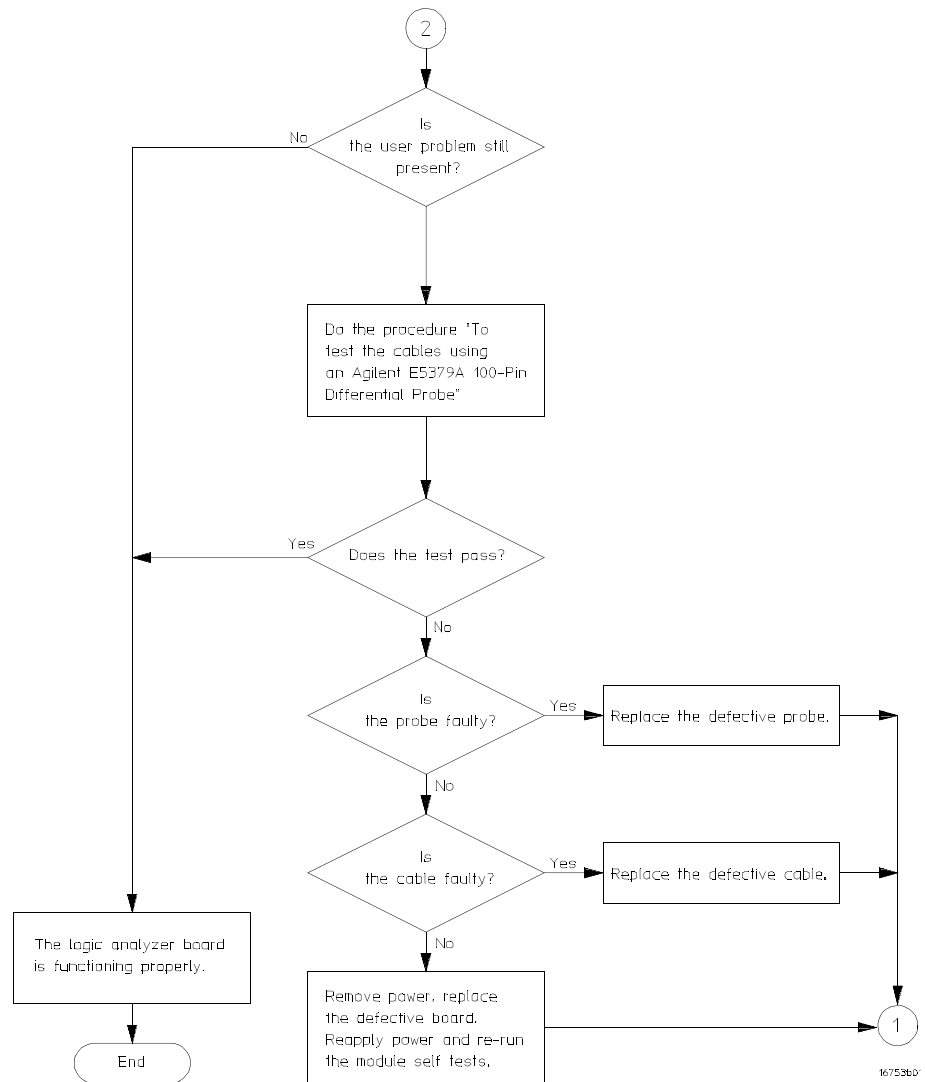 2
Is
the user problem still
present?
No
Do the procedure "To
test the cables using
an Agilent E5379A 100-Pin
Differential Probe"
Yes
Does the test pass?
No
Is
the probe faulty?
Yes
Replace the defective probe.
No
Is
the cable faulty?
Yes
Replace the defective cable.
No
The logic analyzer board
is functioning properly.
Remove power, replace
the defective board.
Reapply power and re-run
the module self tests.
1
End
16753b01